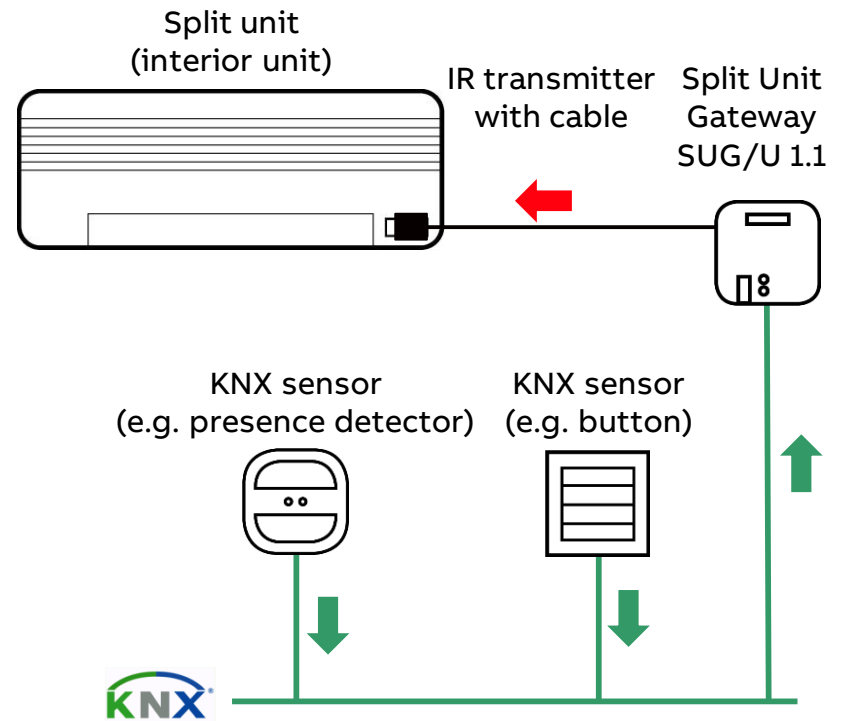 Split unit
(interior unit)
IR transmitter
with cable
Split Unit
Gateway
SUG/U 1.1
KNX sensor
(e.g. presence detector)
KNX sensor
(e.g. button)
KNX